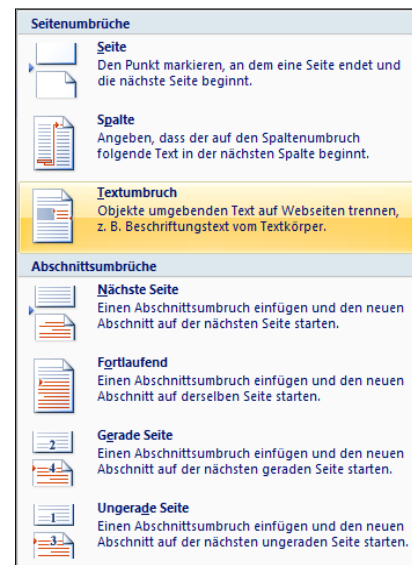 Seitenumbrüche
Seite
Den Punkt markieren, an dem eine Seite endet und
die nächste Seite beginnt.
Spalte
Angeben, dass der auf den Spaltenumbruch
folgende Text in der nächsten Spalte beginnt.
Textumbruch
Objekte umgebenden Text auf Webseiten trennen,
z. B. Beschriftungstext vom Textkörper.
Abschnittsumbrüche
Nächste Seite
Einen Abschnittsumbruch einfügen und den neuen
Abschnitt auf der nächsten Seite starten.
Fortlaufend
Einen Abschnittsumbruch einfügen und den neuen
Abschnitt auf derselben Seite starten.
2
4
Gerade Seite
Einen Abschnittsumbruch einfügen und den neuen
Abschnitt auf der nächsten geraden Seite starten.
1
3
Ungerade Seite
Einen Abschnittsumbruch einfügen und den neuen
Abschnitt auf der nächsten ungeraden Seite starten.